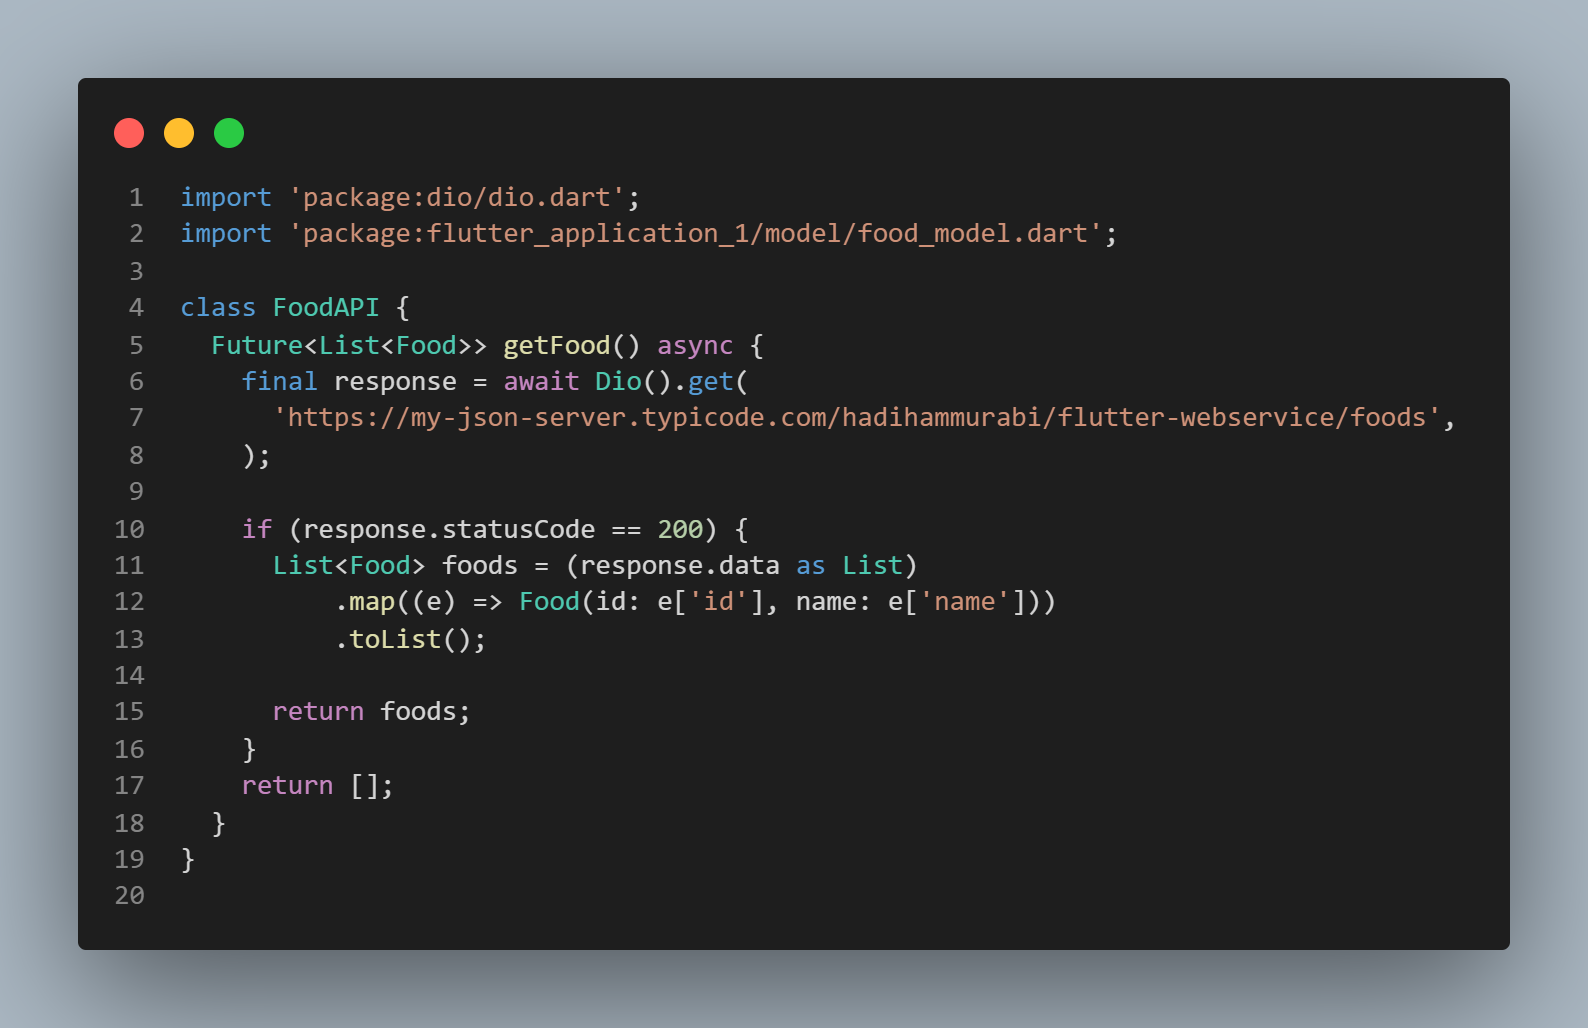 1 import 'package:dio/dio.dart';
2 import 'package:flutter_application_1/model/food_model.dart';
3
4 class FoodAPI {
5   Future<List<Food>> getFood() async {
6     final response = await Dio().get(
7       'https://my-json-server.typicode.com/hadihammurabi/flutter-webservice/foods',
8     );
9
10     if (response.statusCode == 200) {
11       List<Food> foods = (response.data as List)
12           .map((e) => Food(id: e['id'], name: e['name']))
13           .toList();
14
15       return foods;
16     }
17     return [];
18   }
19 }
20